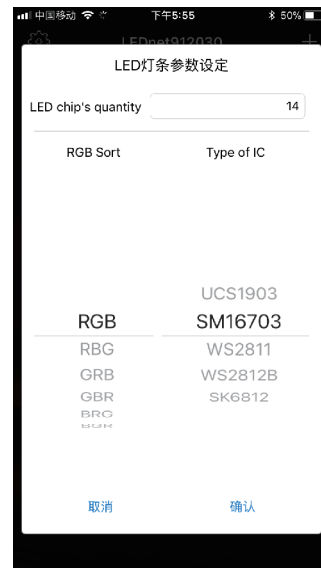 中国移动 下午5:55 50%
LEDnet912030 +
LED灯条参数设定
LED chip's quantity 14
RGB Sort Type of IC
UCS1903
RGB SM16703
RBG WS2811
GRB WS2812B
GBR SK6812
BRG
BGR
取消 确认